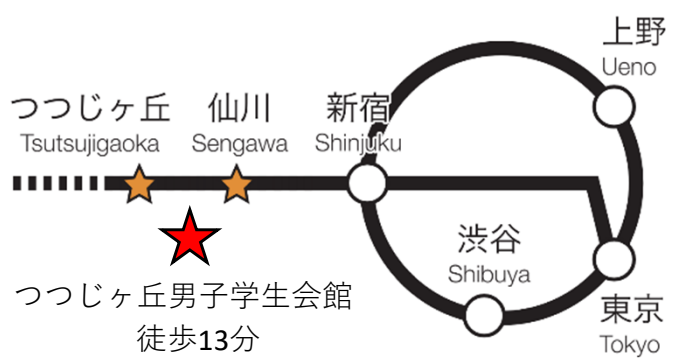 上野
Ueno
つつじヶ丘
Tsutsujigaoka
仙川
Sengawa
新宿
Shinjuku
渋谷
Shibuya
つつじヶ丘男子学生会館
徒歩13分
東京
Tokyo